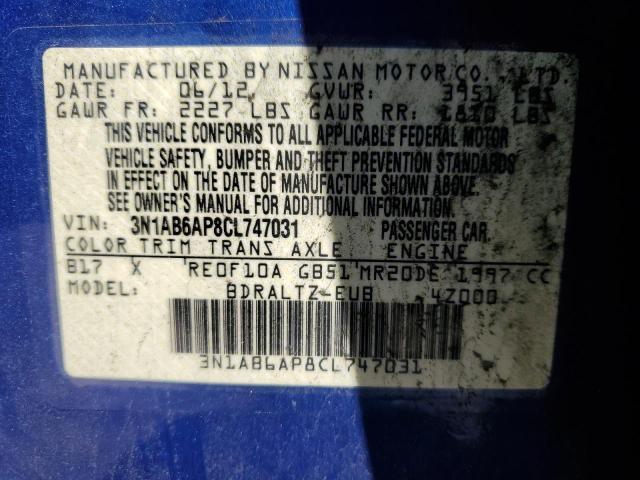 MANUFACTURED BY NISSAN MOTOR CO. LTD
DATE: 06/12 GVWR: 3951 LBS
GAWR FR: 2227 LBS GAWR RR: 1810 LBS
THIS VEHICLE CONFORMS TO ALL APPLICABLE FEDERAL MOTOR
VEHICLE SAFETY, BUMPER AND THEFT PREVENTION STANDARDS
IN EFFECT ON THE DATE OF MANUFACTURE SHOWN ABOVE.
SEE OWNER'S MANUAL FOR ADDITIONAL INFORMATION.
VIN: 3N1AB6AP8CL747031 PASSENGER CAR
COLOR TRIM TRANS AXLE ENGINE
B17 X RE0F10A GB51 MR20DE 1997 CC
MODEL: BDRALTZ-EUB 4Z000
3N1AB6AP8CL747031